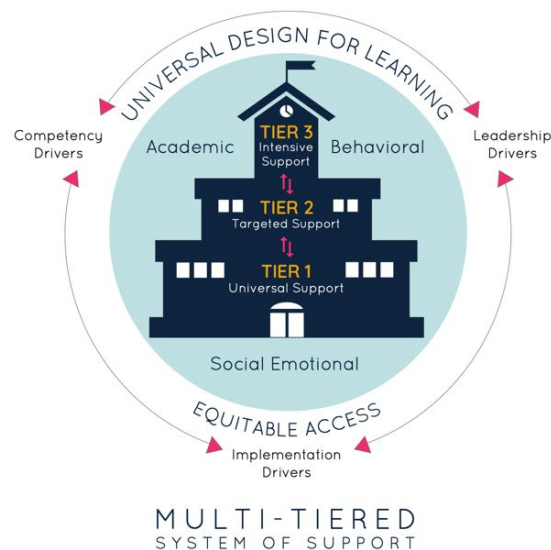 UNIVERSAL DESIGN FOR LEARNING
Competency
Drivers
Leadership
Drivers
Academic
Behavioral
TIER 3
Intensive
Support
TIER 2
Targeted Support
TIER 1
Universal Support
Social Emotional
EQUITABLE ACCESS
Implementation
Drivers
MULTI-TIERED
SYSTEM OF SUPPORT